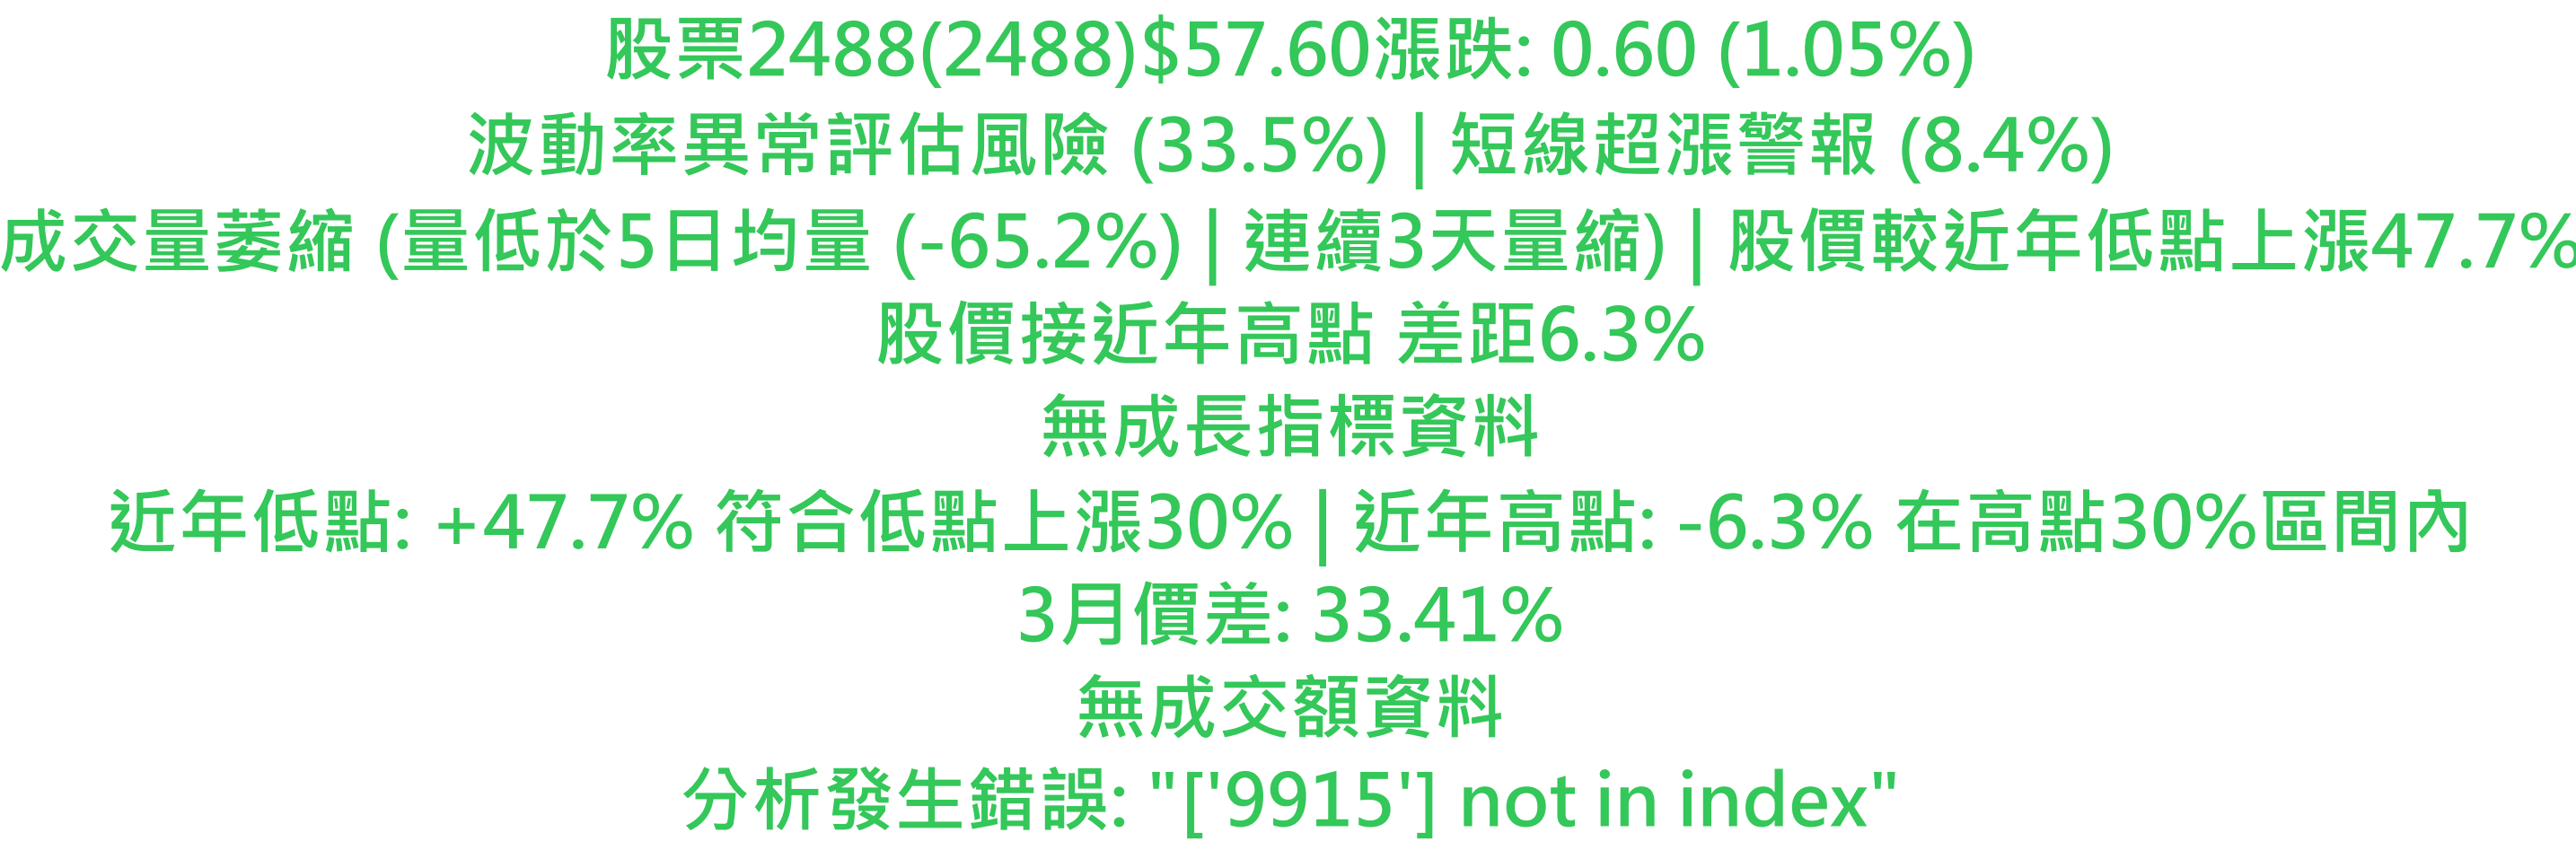 股票2488(2488)$57.60漲跌: 0.60 (1.05%)
波動率異常評估風險 (33.5%) | 短線超漲警報 (8.4%)
成交量萎縮 (量低於5日均量 (-65.2%) | 連續3天量縮) | 股價較近年低點上漲47.7%
股價接近年高點 差距6.3%
無成長指標資料
近年低點: +47.7% 符合低點上漲30% | 近年高點: -6.3% 在高點30%區間內
3月價差: 33.41%
無成交額資料
分析發生錯誤: "['9915'] not in index"